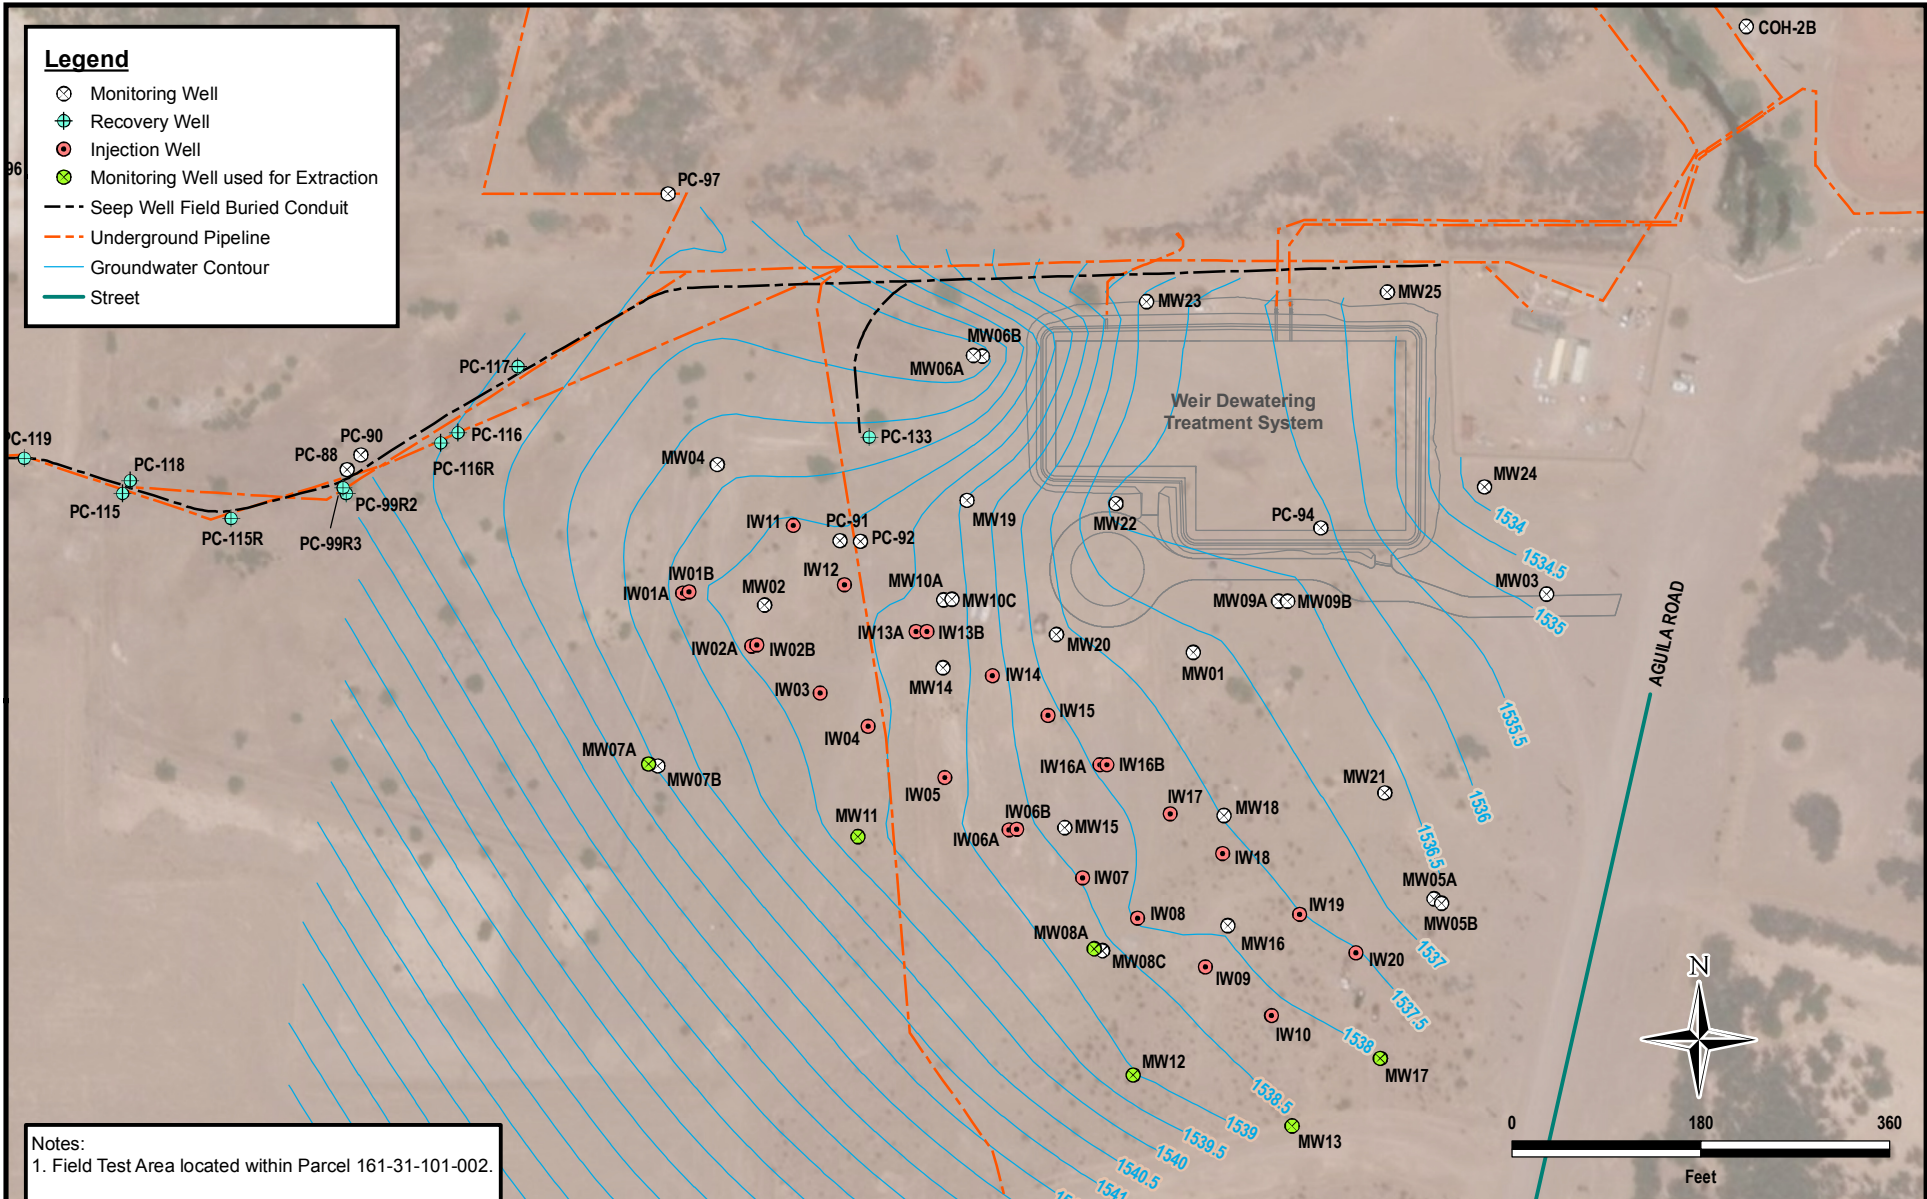 Legend
Monitoring Well
Recovery Well
Injection Well
Monitoring Well used for Extraction
Seep Well Field Buried Conduit
Underground Pipeline
Groundwater Contour
Street
COH-2B
PC-97
MW23
MW25
MW06B
MW06A
PC-117
Weir Dewatering
Treatment System
PC-119
PC-90
PC-116
PC-133
PC-88
PC-116R
PC-118
MW04
MW24
PC-99R2
PC-115
MW19
MW22
PC-94
1534
PC-115R
PC-99R3
IW11
PC-91
PC-92
1534.5
IW01B
IW12
IW01A
MW02
MW10A
MW10C
MW09A
MW09B
MW03
1535
IW13A
IW13B
MW20
IW02A
IW02B
MW01
AGUILA ROAD
MW14
IW14
IW03
IW15
1535.5
IW04
MW07A
MW07B
IW16A
IW16B
IW05
MW21
1536
MW11
IW06B
IW17
MW18
IW06A
MW15
1536.5
IW18
IW07
MW05A
MW05B
IW08
IW19
MW08A
MW16
MW08C
1537
IW20
IW09
N
1537.5
IW10
1538
MW12
MW17
1538.5
0 180 360
Feet
1539
MW13
1539.5
1540
1540.5
1541
Notes:
1. Field Test Area located within Parcel 161-31-101-002.